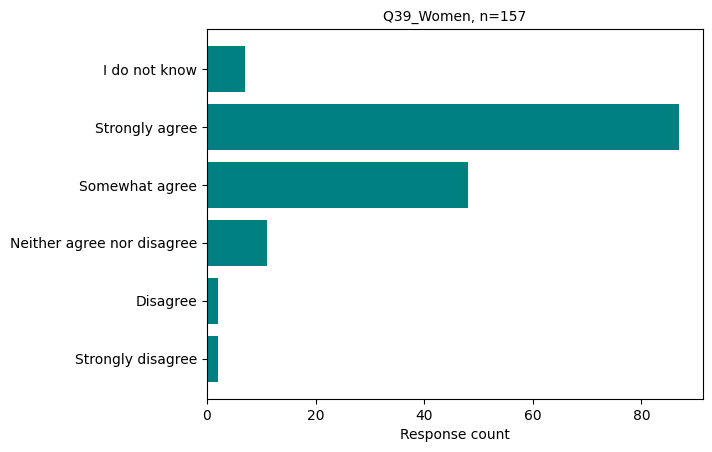 Q39_Women, n=157
I do not know
Strongly agree
Somewhat agree
Neither agree nor disagree
Disagree
Strongly disagree
0 20 40 60 80
Response count